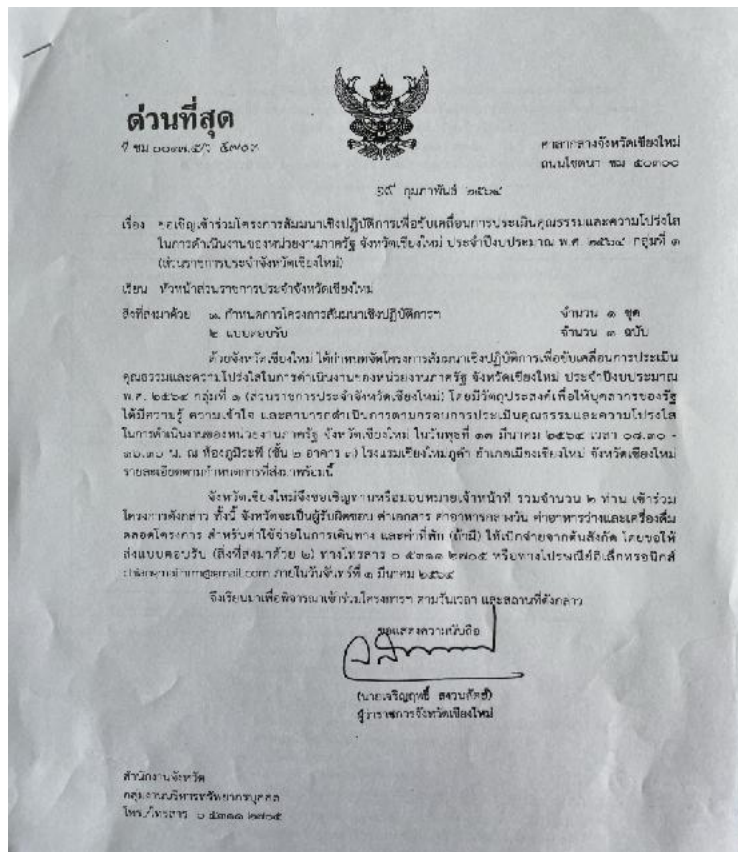 ด่วนที่สุด
ที่ ชม ๐๐๑๗.๕/ว
ศาลากลางจังหวัดเชียงใหม่
ถนนโชตนา ชม ๕๐๓๐๐
กุมภาพันธ์ ๒๕๖๔
เรื่อง ขอเชิญเข้าร่วมโครงการสัมมนาเชิงปฏิบัติการเพื่อขับเคลื่อนการประเมินคุณธรรมและความโปร่งใส
ในการดำเนินงานของหน่วยงานภาครัฐ จังหวัดเชียงใหม่ ประจำปีงบประมาณ พ.ศ. ๒๕๖๔ กลุ่มที่ ๑
(ส่วนราชการประจำจังหวัดเชียงใหม่)
เรียน หัวหน้าส่วนราชการประจำจังหวัดเชียงใหม่
สิ่งที่ส่งมาด้วย ๑. กำหนดการโครงการสัมมนาเชิงปฏิบัติการฯ จำนวน ๑ ชุด
๒. แบบตอบรับ จำนวน ๑ ฉบับ
ด้วยจังหวัดเชียงใหม่ ได้กำหนดจัดโครงการสัมมนาเชิงปฏิบัติการเพื่อขับเคลื่อนการประเมิน
คุณธรรมและความโปร่งใสในการดำเนินงานของหน่วยงานภาครัฐ จังหวัดเชียงใหม่ ประจำปีงบประมาณ
พ.ศ. ๒๕๖๔ กลุ่มที่ ๑ (ส่วนราชการประจำจังหวัดเชียงใหม่) โดยมีวัตถุประสงค์เพื่อให้บุคลากรของรัฐ
ได้มีความรู้ ความเข้าใจ และสามารถดำเนินการตามกรอบการประเมินคุณธรรมและความโปร่งใส
ในการดำเนินงานของหน่วยงานภาครัฐ จังหวัดเชียงใหม่ ในวันพุธที่ มีนาคม ๒๕๖๔ เวลา ๐๘.๓๐ -
๑๖.๓๐ น. ณ ห้องภูมิระพี (ชั้น ๒ อาคาร โรงแรมเชียงใหม่ภูคำ อำเภอเมืองเชียงใหม่ จังหวัดเชียงใหม่
รายละเอียดตามกำหนดการที่ส่งมาพร้อมนี้
จังหวัดเชียงใหม่จึงขอเชิญท่านหรือมอบหมายเจ้าหน้าที่ รวมจำนวน ๒ ท่าน เข้าร่วม
โครงการดังกล่าว ทั้งนี้ จังหวัดจะเป็นผู้รับผิดชอบ ค่าเอกสาร ค่าอาหารกลางวัน ค่าอาหารว่างและเครื่องดื่ม
ตลอดโครงการ สำหรับค่าใช้จ่ายในการเดินทาง และค่าที่พัก (ถ้ามี) ให้เบิกจ่ายจากต้นสังกัด โดยขอให้
ส่งแบบตอบรับ (สิ่งที่ส่งมาด้วย ๒) ทางโทรสาร ๐ ๕๓๑๑ ๒๗๐๕ หรือทางไปรษณีย์อิเล็กทรอนิกส์
ภายในวันจันทร์ที่ ๑ มีนาคม ๒๕๖๔
จึงเรียนมาเพื่อพิจารณาเข้าร่วมโครงการฯ ตามวันเวลา และสถานที่ดังกล่าว
ขอแสดงความนับถือ
(นายเจริญฤทธิ์ สงวนสัตย์)
ผู้ว่าราชการจังหวัดเชียงใหม่
สำนักงานจังหวัด
กลุ่มงานบริหารทรัพยากรบุคคล
โทร./โทรสาร ๐ ๕๓๑๑ ๒๗๐๕